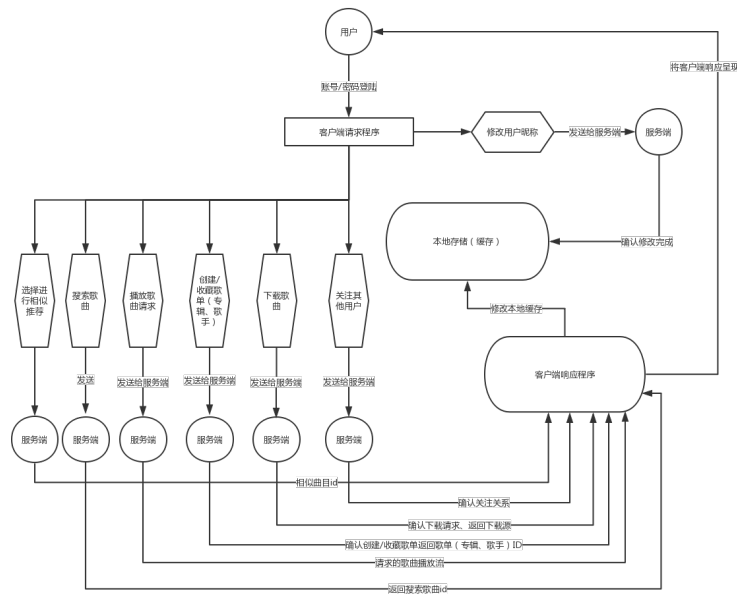 用户
将客户端响应呈现
账号/密码登陆
客户端请求程序
修改用户昵称
发送给服务端
服务端
本地存储（缓存）
确认修改完成
选择进
行相似
推荐
搜索歌
曲
播放歌
曲请求
创建/
收藏歌
单（专
辑、歌
手）
下载歌
曲
关注其
他用户
修改本地缓存
客户端响应程序
发送
发送给服务端
发送给服务端
发送给服务端
发送给服务端
服务端
服务端
服务端
服务端
服务端
服务端
相似曲目id
确认关注关系
确认下载请求、返回下载源
确认创建/收藏歌单返回歌单（专辑、歌手）ID
请求的歌曲播放流
返回搜索歌曲id